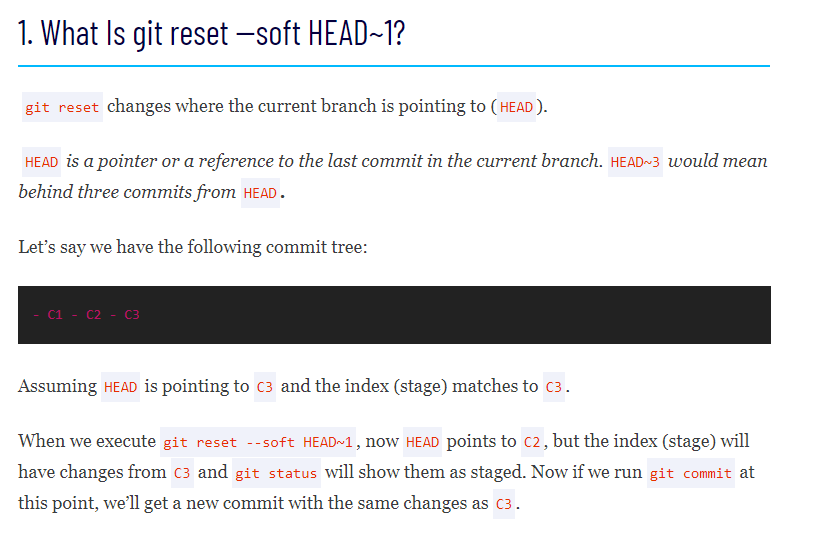 1. What Is git reset —soft HEAD~1?
git reset changes where the current branch is pointing to (HEAD).
HEAD is a pointer or a reference to the last commit in the current branch. HEAD~3 would mean
behind three commits from HEAD.
Let’s say we have the following commit tree:
- C1 - C2 - C3
Assuming HEAD is pointing to C3 and the index (stage) matches to C3.
When we execute git reset --soft HEAD~1, now HEAD points to C2, but the index (stage) will
have changes from C3 and git status will show them as staged. Now if we run git commit at
this point, we’ll get a new commit with the same changes as C3.